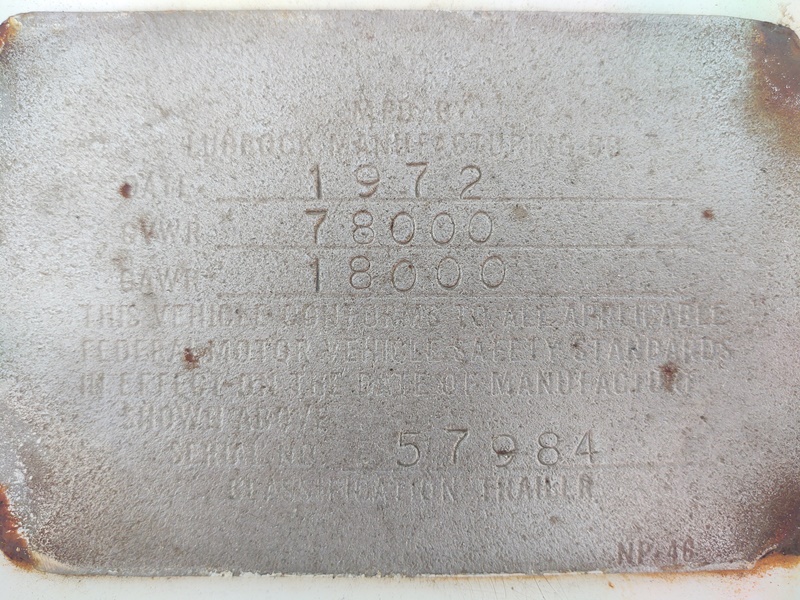 MFD. BY
LUBBOCK MANUFACTURING CO.
DATE 1972
GVWR 78000
GAWR 18000
THIS VEHICLE CONFORMS TO ALL APPLICABLE
FEDERAL MOTOR VEHICLE SAFETY STANDARDS
IN EFFECT ON THE DATE OF MANUFACTURE
SHOWN ABOVE
SERIAL NO. 57984
CLASSIFICATION TRAILER
NP-46